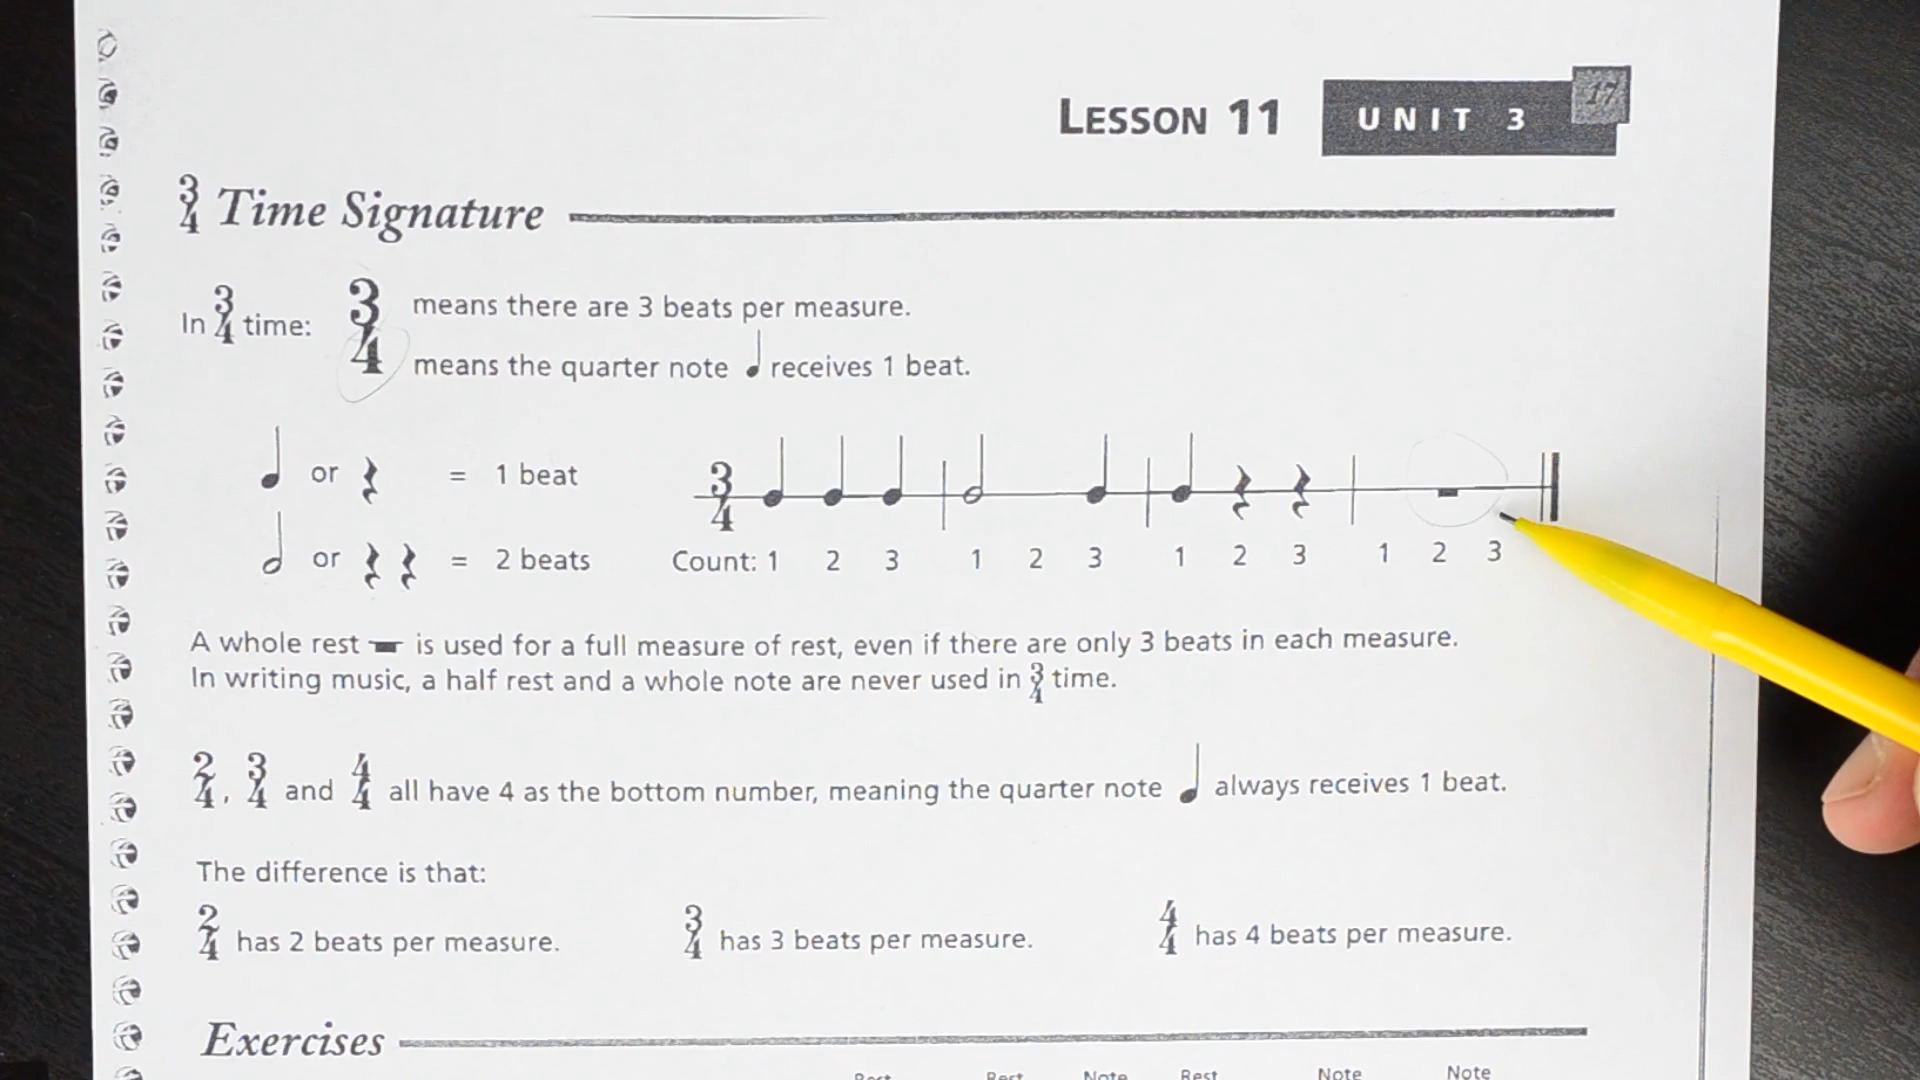 LESSON 11 UNIT 3 17
3/4 Time Signature
In 3/4 time: 3 means there are 3 beats per measure.
4 means the quarter note receives 1 beat.
or = 1 beat
3/4
or = 2 beats
Count: 1 2 3 1 2 3 1 2 3 1 2 3
A whole rest is used for a full measure of rest, even if there are only 3 beats in each measure.
In writing music, a half rest and a whole note are never used in 3/4 time.
2/4, 3/4 and 4/4 all have 4 as the bottom number, meaning the quarter note always receives 1 beat.
The difference is that:
2/4 has 2 beats per measure. 3/4 has 3 beats per measure. 4/4 has 4 beats per measure.
Exercises
Rest Rest Note Rest Note Note